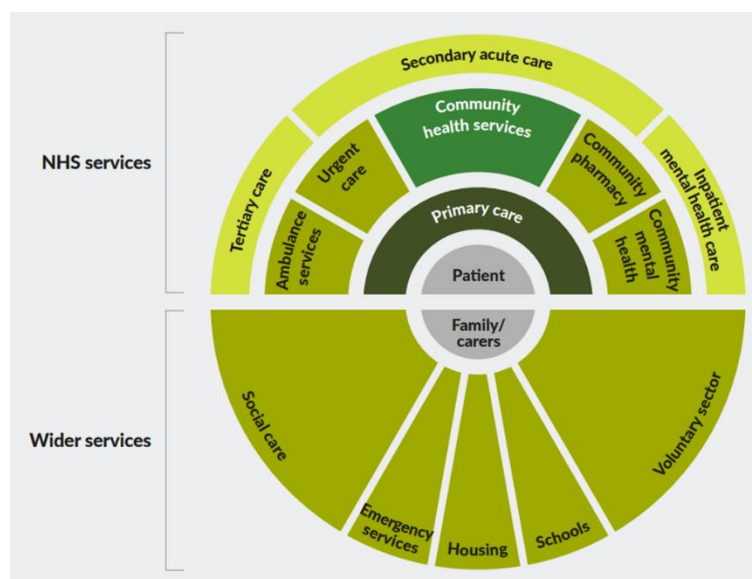 NHS services
Secondary acute care
Tertiary care
Inpatient
mental health care
Community
health services
Urgent
care
Community
pharmacy
Ambulance
services
Community
mental
health
Primary care
Patient
Wider services
Family/
carers
Social care
Emergency
services
Housing
Schools
Voluntary sector